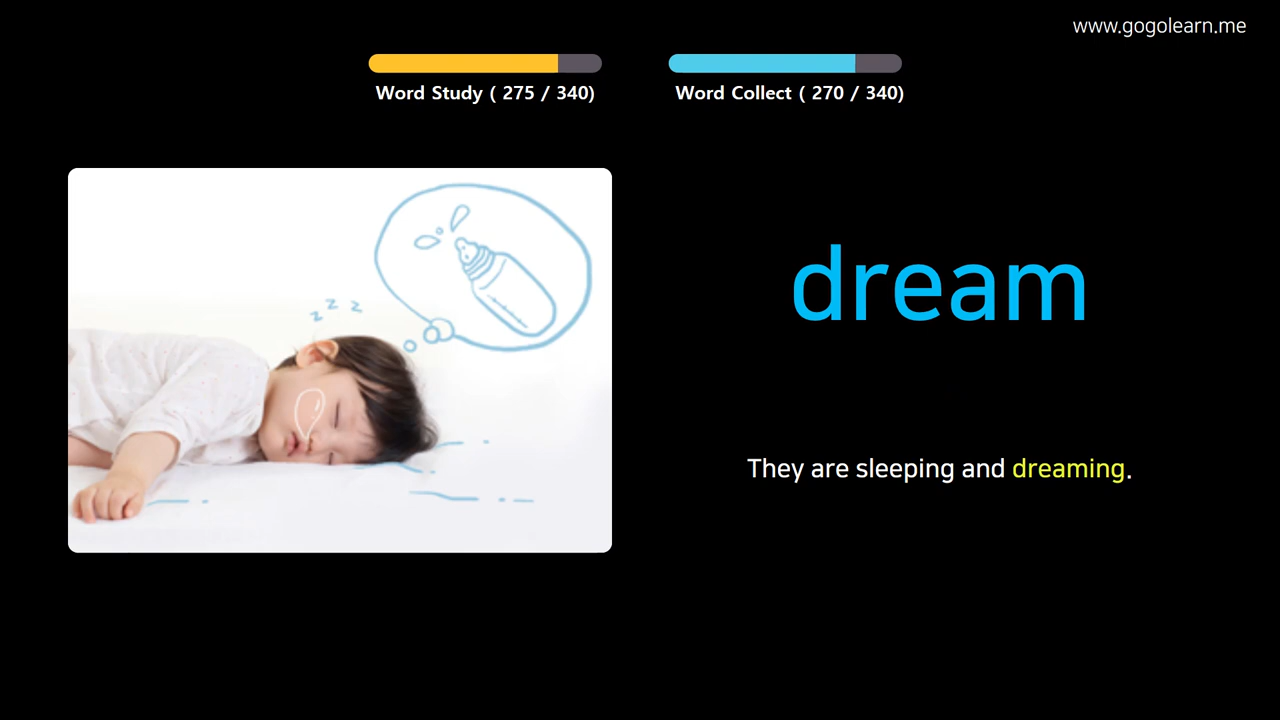 www.gogolearn.me
Word Study ( 275 / 340)
Word Collect ( 270 / 340)
z z z
dream
They are sleeping and dreaming.